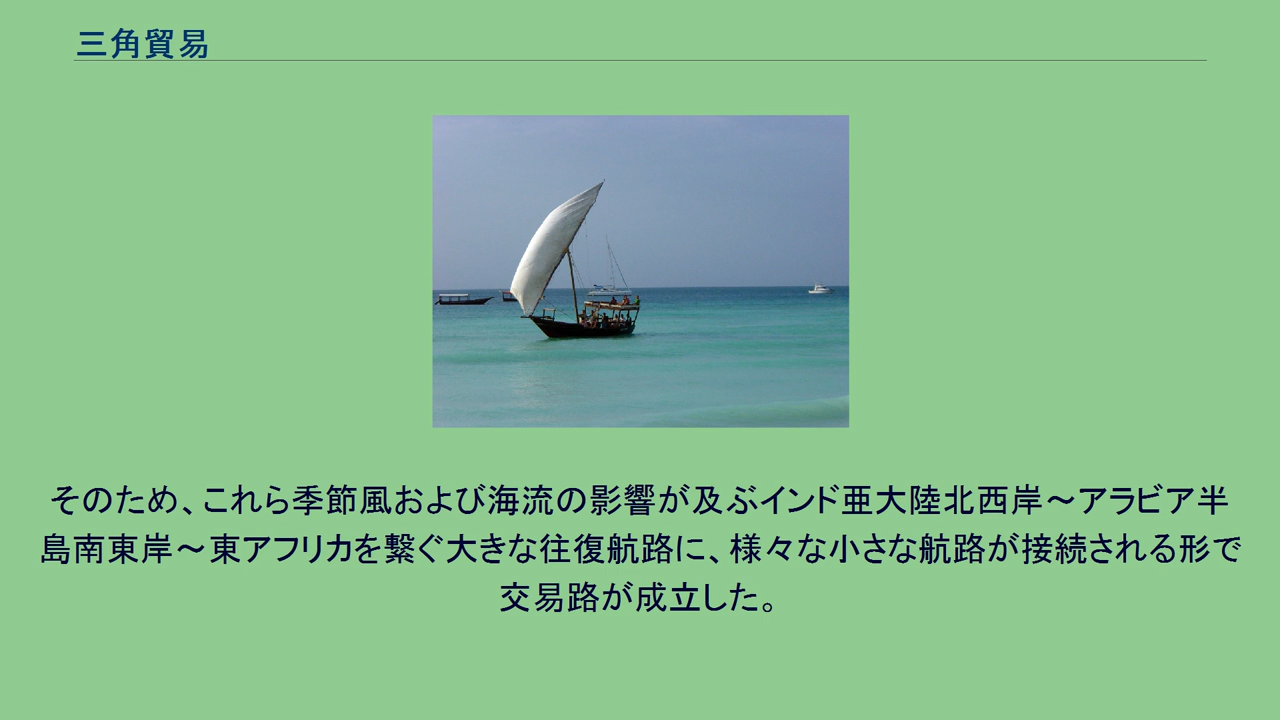 三角貿易
そのため、これら季節風および海流の影響が及ぶインド亜大陸北西岸～アラビア半
島南東岸～東アフリカを繋ぐ大きな往復航路に、様々な小さな航路が接続される形で
交易路が成立した。